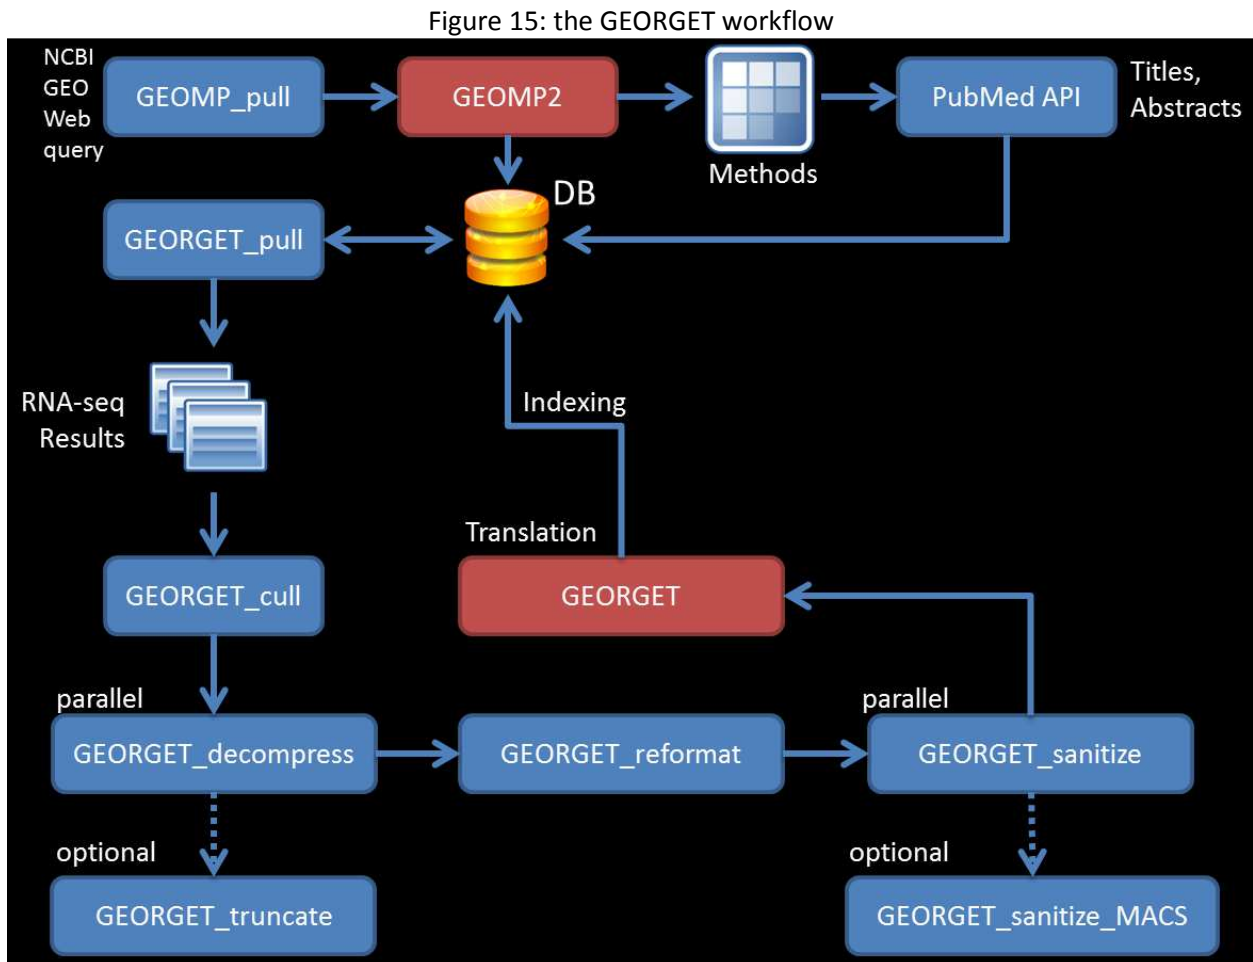 Figure 15: the GEORGET workflow
NCBI
GEO
Web
query
GEOMP_pull
GEOMP2
Methods
PubMed API
Titles,
Abstracts
GEORGET_pull
DB
RNA-seq
Results
Indexing
GEORGET_cull
Translation
GEORGET
parallel
GEORGET_decompress
GEORGET_reformat
parallel
GEORGET_sanitize
optional
GEORGET_truncate
optional
GEORGET_sanitize_MACS